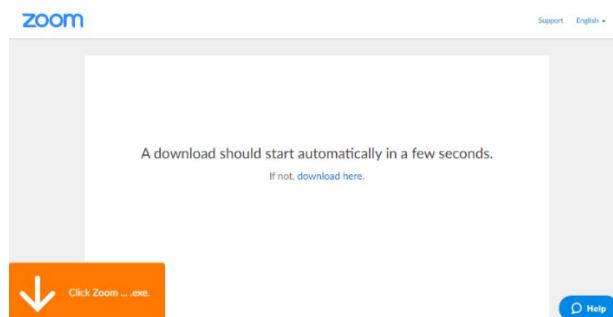 zoom
Support English
A download should start automatically in a few seconds.
If not, download here.
Click Zoom ... .exe.
Help